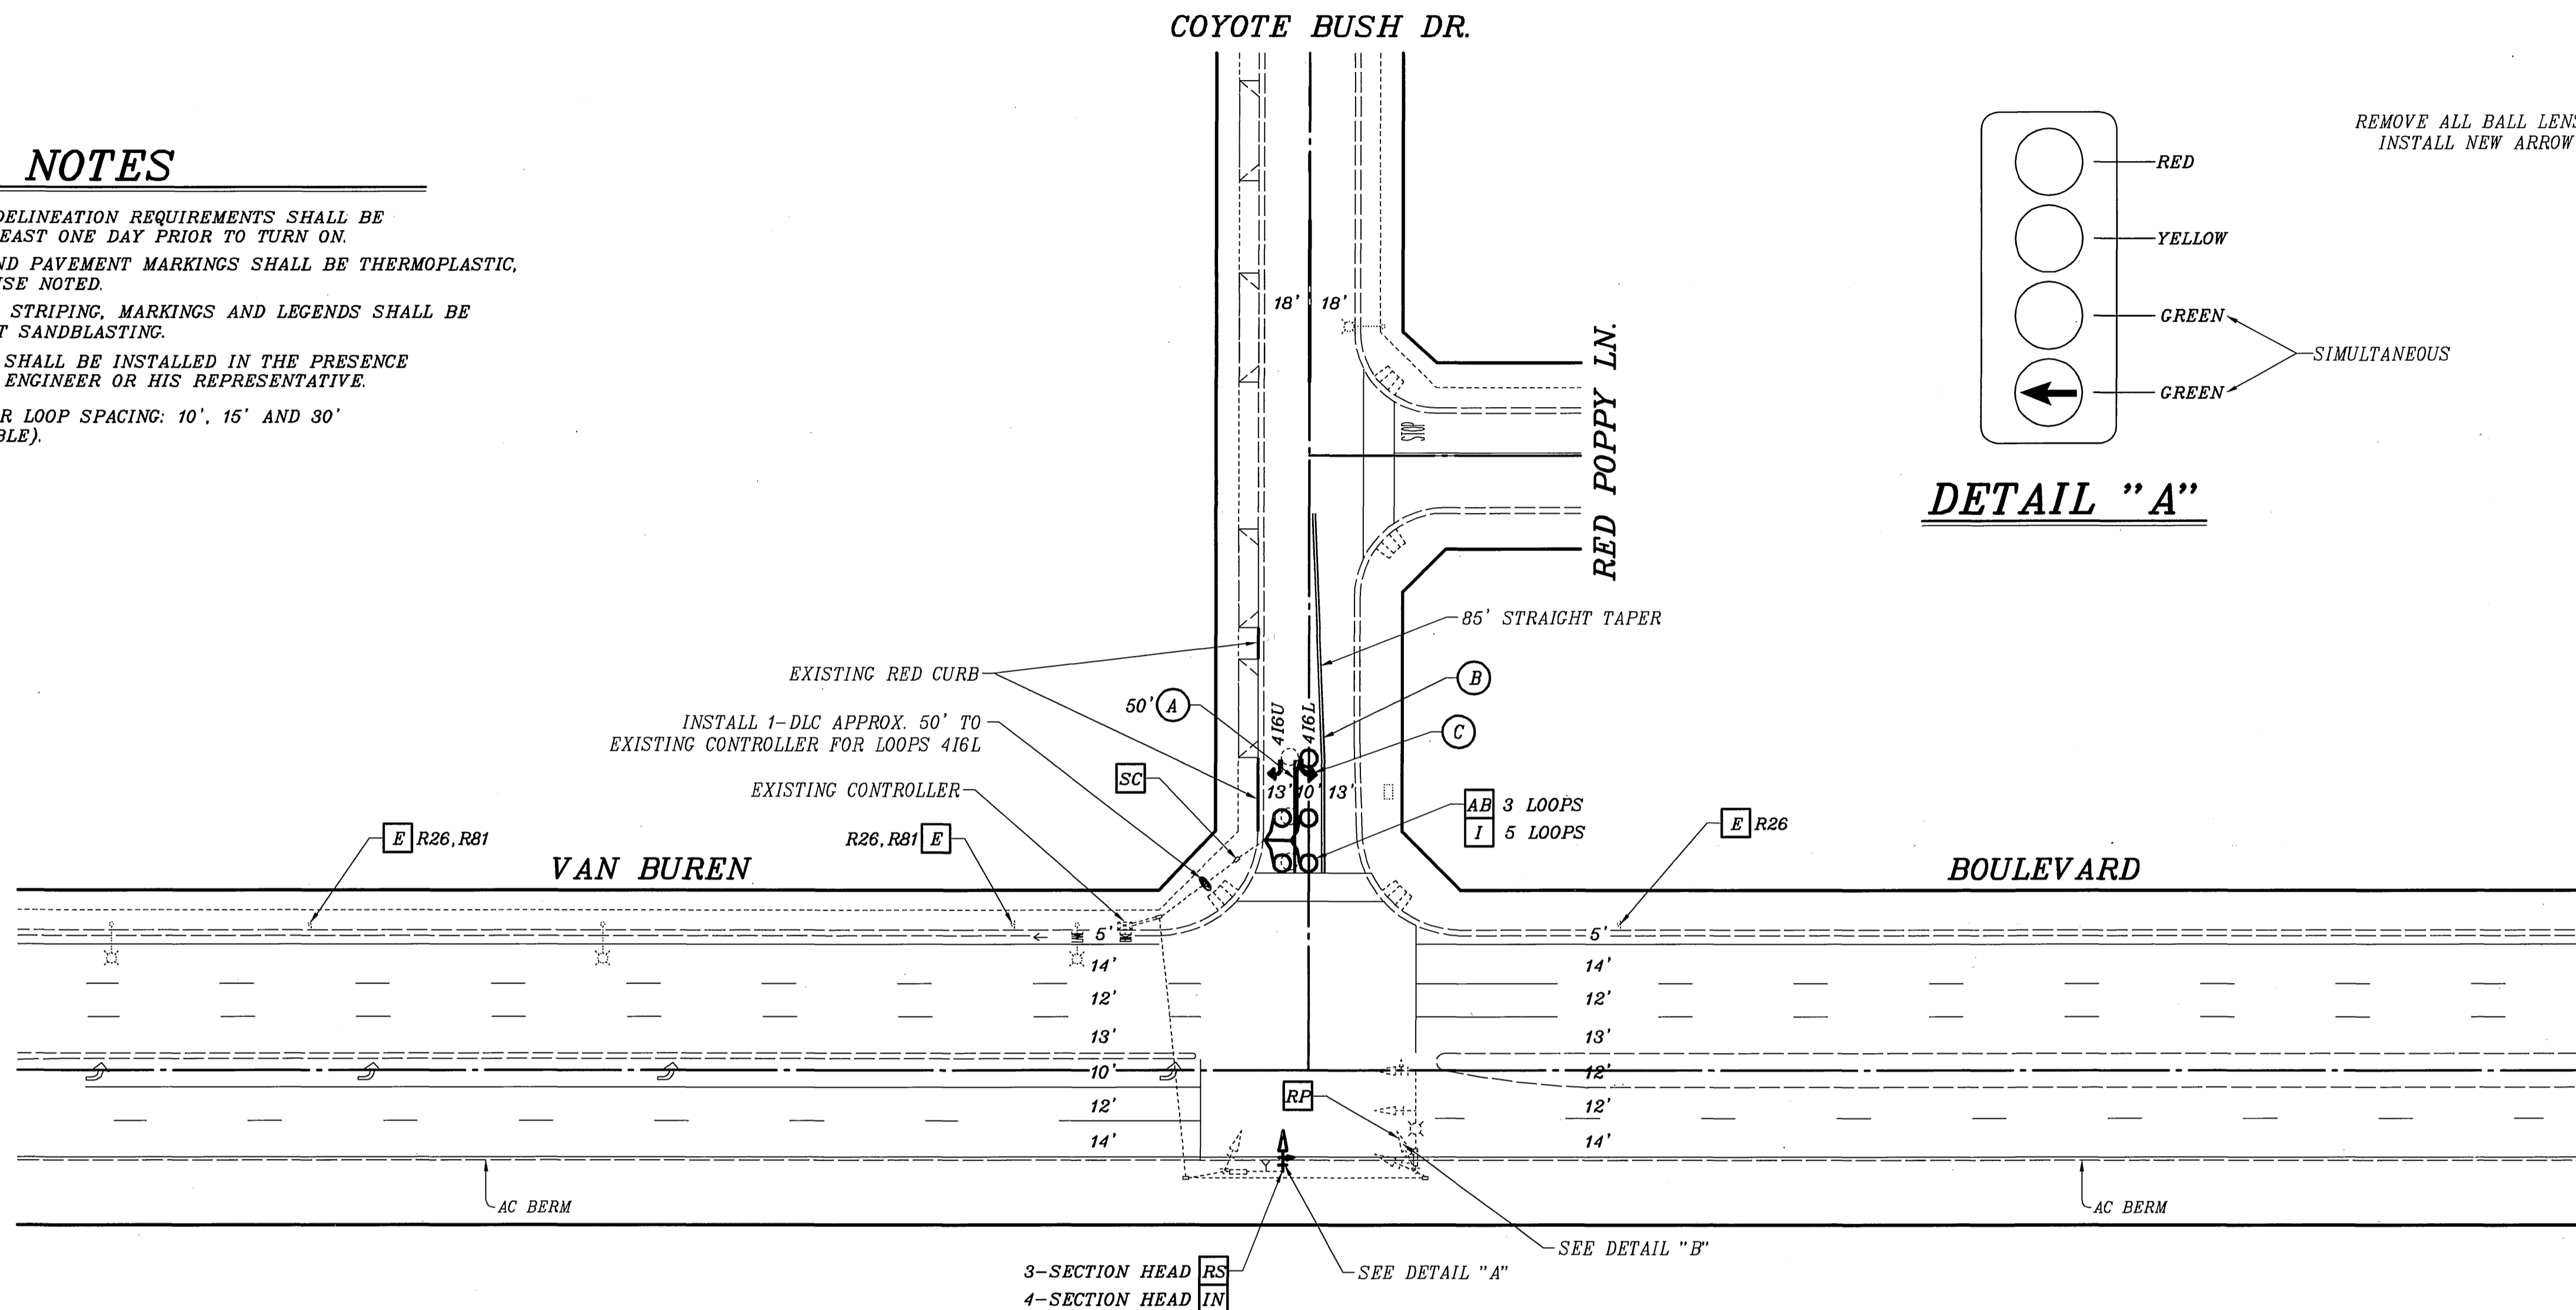 COYOTE BUSH DR.
NOTES
DELINEATION REQUIREMENTS SHALL BE
EAST ONE DAY PRIOR TO TURN ON.
ND PAVEMENT MARKINGS SHALL BE THERMOPLASTIC,
SE NOTED.
STRIPING, MARKINGS AND LEGENDS SHALL BE
T SANDBLASTING.
SHALL BE INSTALLED IN THE PRESENCE
ENGINEER OR HIS REPRESENTATIVE.
R LOOP SPACING: 10', 15' AND 30'
BLE).
REMOVE ALL BALL LENS
INSTALL NEW ARROW
RED
YELLOW
GREEN
SIMULTANEOUS
GREEN
DETAIL "A"
18' 18'
STOP
RED POPPY LN.
85' STRAIGHT TAPER
EXISTING RED CURB
B
50' A
4I6U
4I6L
C
INSTALL 1-DLC APPROX. 50' TO
EXISTING CONTROLLER FOR LOOPS 4I6L
SC
EXISTING CONTROLLER
13' 10' 13'
AB 3 LOOPS
I 5 LOOPS
E R26,R81
R26,R81 E
E R26
VAN BUREN
BOULEVARD
5'
14'
12'
13'
10'
12'
14'
5'
14'
12'
13'
12'
12'
14'
RP
Y
AC BERM
AC BERM
SEE DETAIL "B"
3-SECTION HEAD RS
SEE DETAIL "A"
4-SECTION HEAD IN